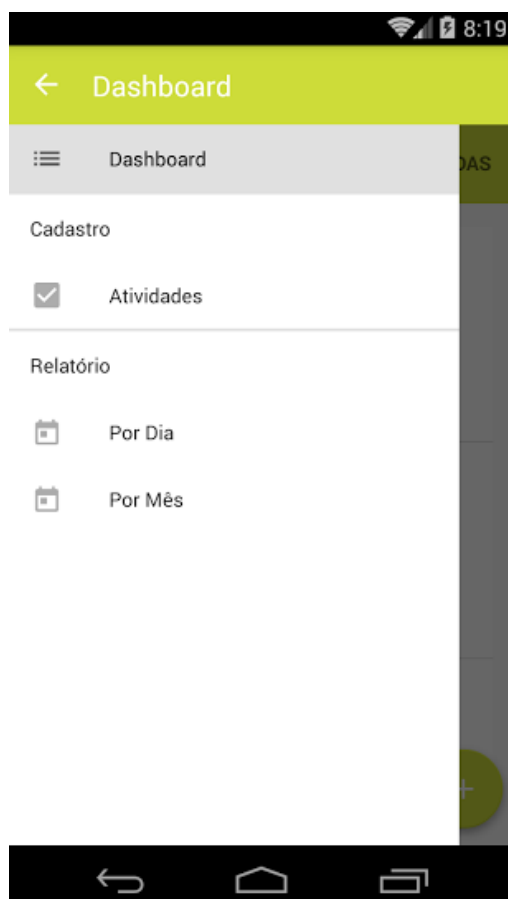 8:19
Dashboard
Dashboard
DAS
Cadastro
Atividades
Relatório
Por Dia
Por Mês